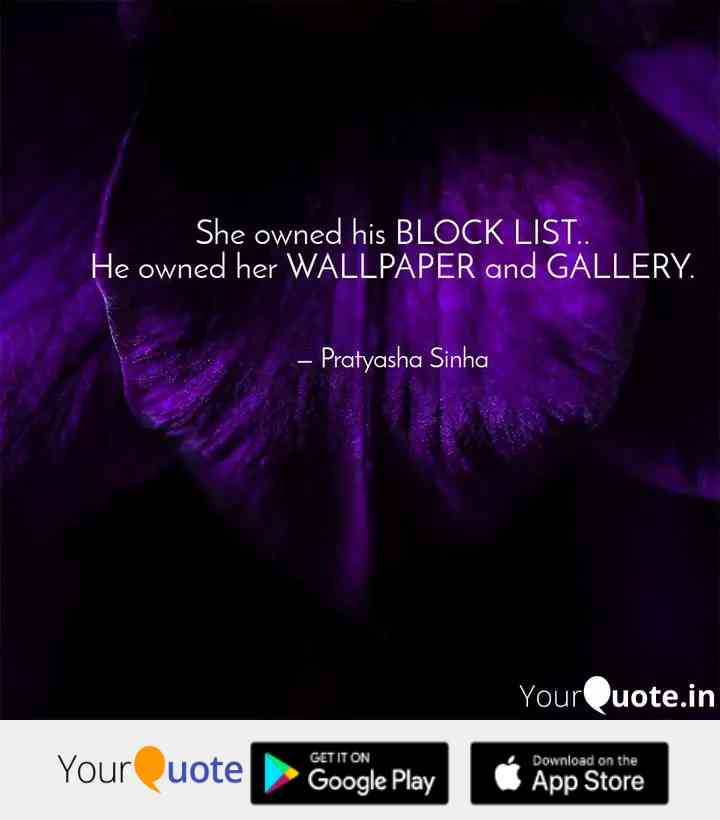 She owned his BLOCK LIST..
He owned her WALLPAPER and GALLERY.
– Pratyasha Sinha
YourQuote.in
YourQuote
GET IT ON
Google Play
Download on the
App Store